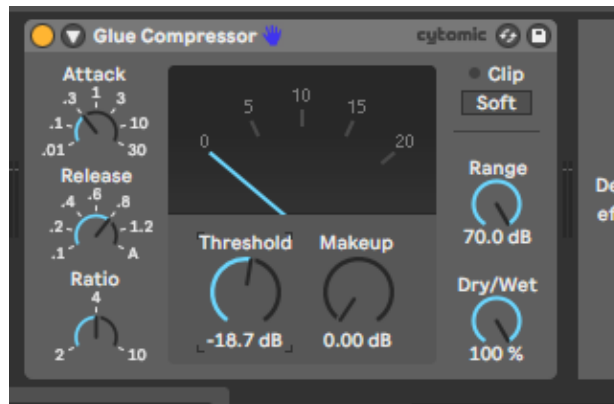 Glue Compressor
cytomic
Attack
.01 .1 .3 1 3 10 30
Release
.1 .2 .4 .6 .8 1.2 A
Ratio
2 4 10
0 5 10 15 20
Threshold
-18.7 dB
Makeup
0.00 dB
Clip
Soft
Range
70.0 dB
Dry/Wet
100 %
De
ef